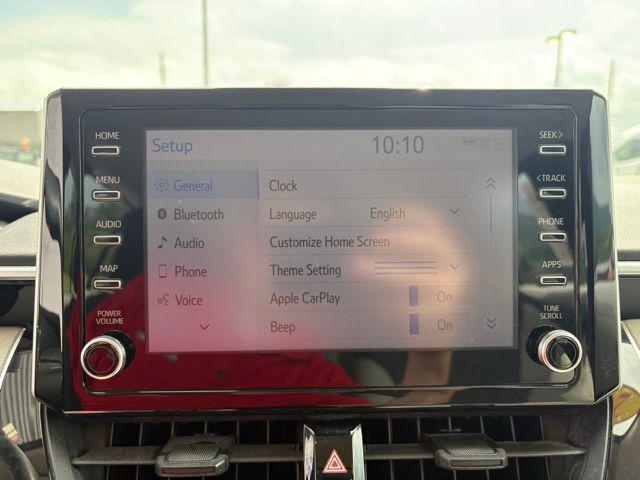 HOME
MENU
AUDIO
MAP
POWER
VOLUME
Setup
10:10
General
Bluetooth
Audio
Phone
Voice
Clock
Language English
Customize Home Screen
Theme Setting
Apple CarPlay On
Beep On
SEEK >
< TRACK
PHONE
APPS
TUNE
SCROLL